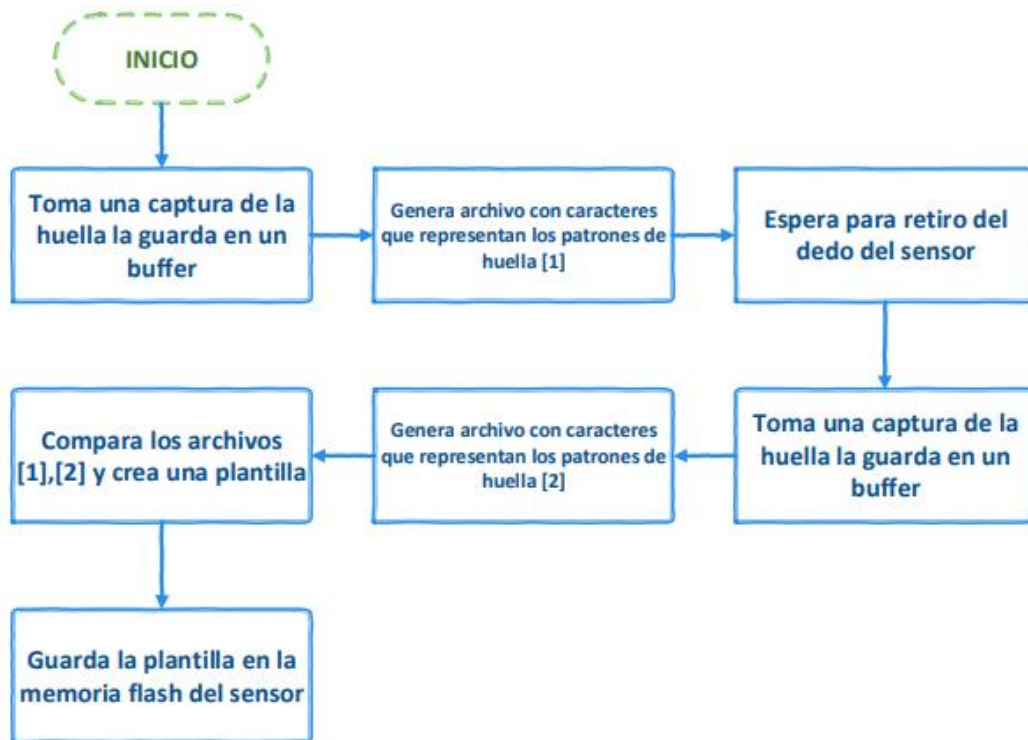 INICIO
Toma una captura de la
huella la guarda en un
buffer
Genera archivo con caracteres
que representan los patrones de
huella [1]
Espera para retiro del
dedo del sensor
Toma una captura de la
huella la guarda en un
buffer
Genera archivo con caracteres
que representan los patrones de
huella [2]
Compara los archivos
[1],[2] y crea una plantilla
Guarda la plantilla en la
memoria flash del sensor